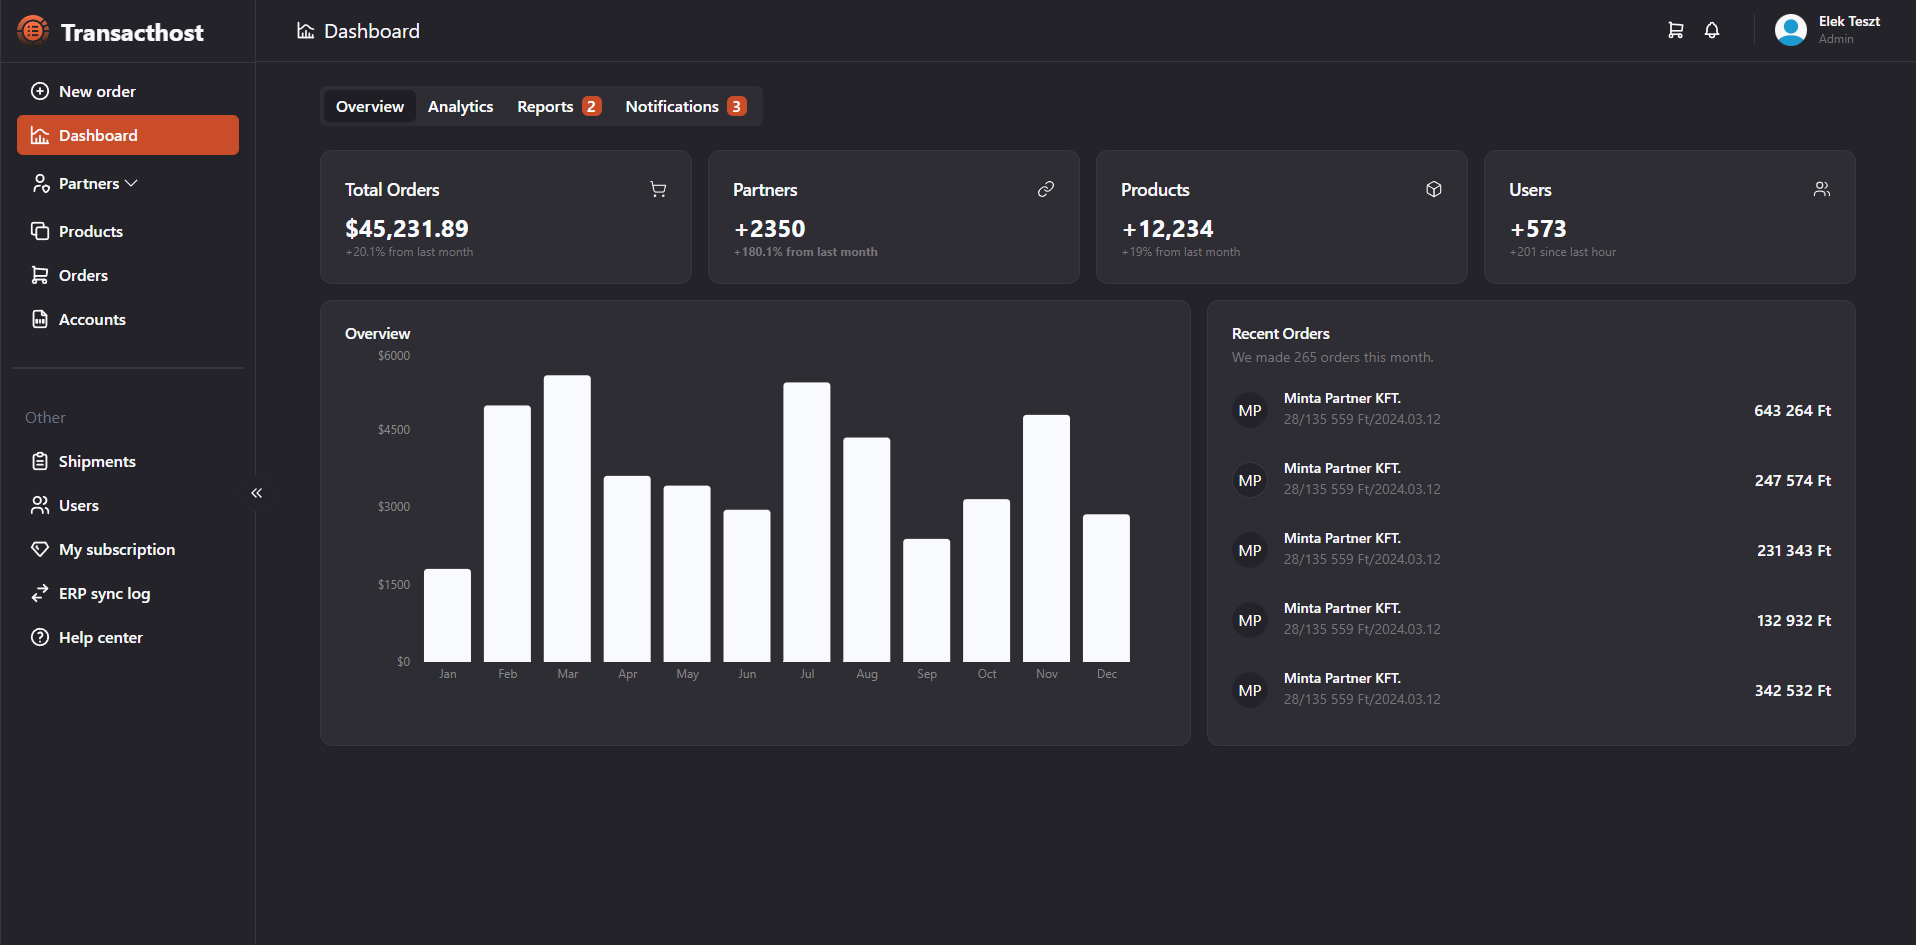 Transacthost
Dashboard
Elek Teszt
Admin
New order
Dashboard
Partners
Products
Orders
Accounts
Other
Shipments
Users
My subscription
ERP sync log
Help center
Overview Analytics Reports 2 Notifications 3
Total Orders
$45,231.89
+20.1% from last month
Partners
+2350
+180.1% from last month
Products
+12,234
+19% from last month
Users
+573
+201 since last hour
Overview
$6000
$4500
$3000
$1500
$0
Jan Feb Mar Apr May Jun Jul Aug Sep Oct Nov Dec
Recent Orders
We made 265 orders this month.
MP
Minta Partner KFT.
28/135 559 Ft/2024.03.12
643 264 Ft
MP
Minta Partner KFT.
28/135 559 Ft/2024.03.12
247 574 Ft
MP
Minta Partner KFT.
28/135 559 Ft/2024.03.12
231 343 Ft
MP
Minta Partner KFT.
28/135 559 Ft/2024.03.12
132 932 Ft
MP
Minta Partner KFT.
28/135 559 Ft/2024.03.12
342 532 Ft